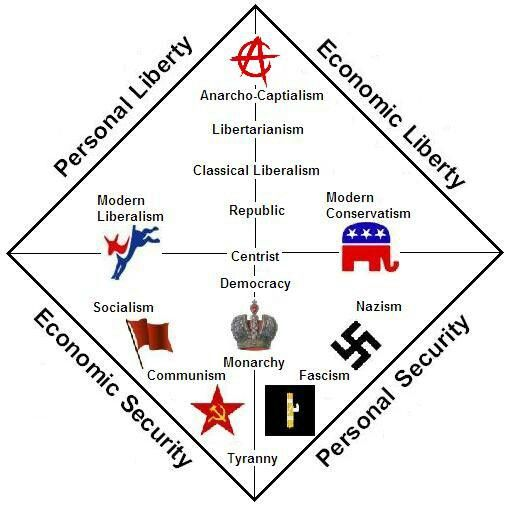 Personal Liberty
Economic Liberty
Anarcho-Captialism
Libertarianism
Classical Liberalism
Republic
Modern
Liberalism
Modern
Conservatism
Centrist
Democracy
Socialism
Nazism
Monarchy
Communism
Fascism
Economic Security
Personal Security
Tyranny